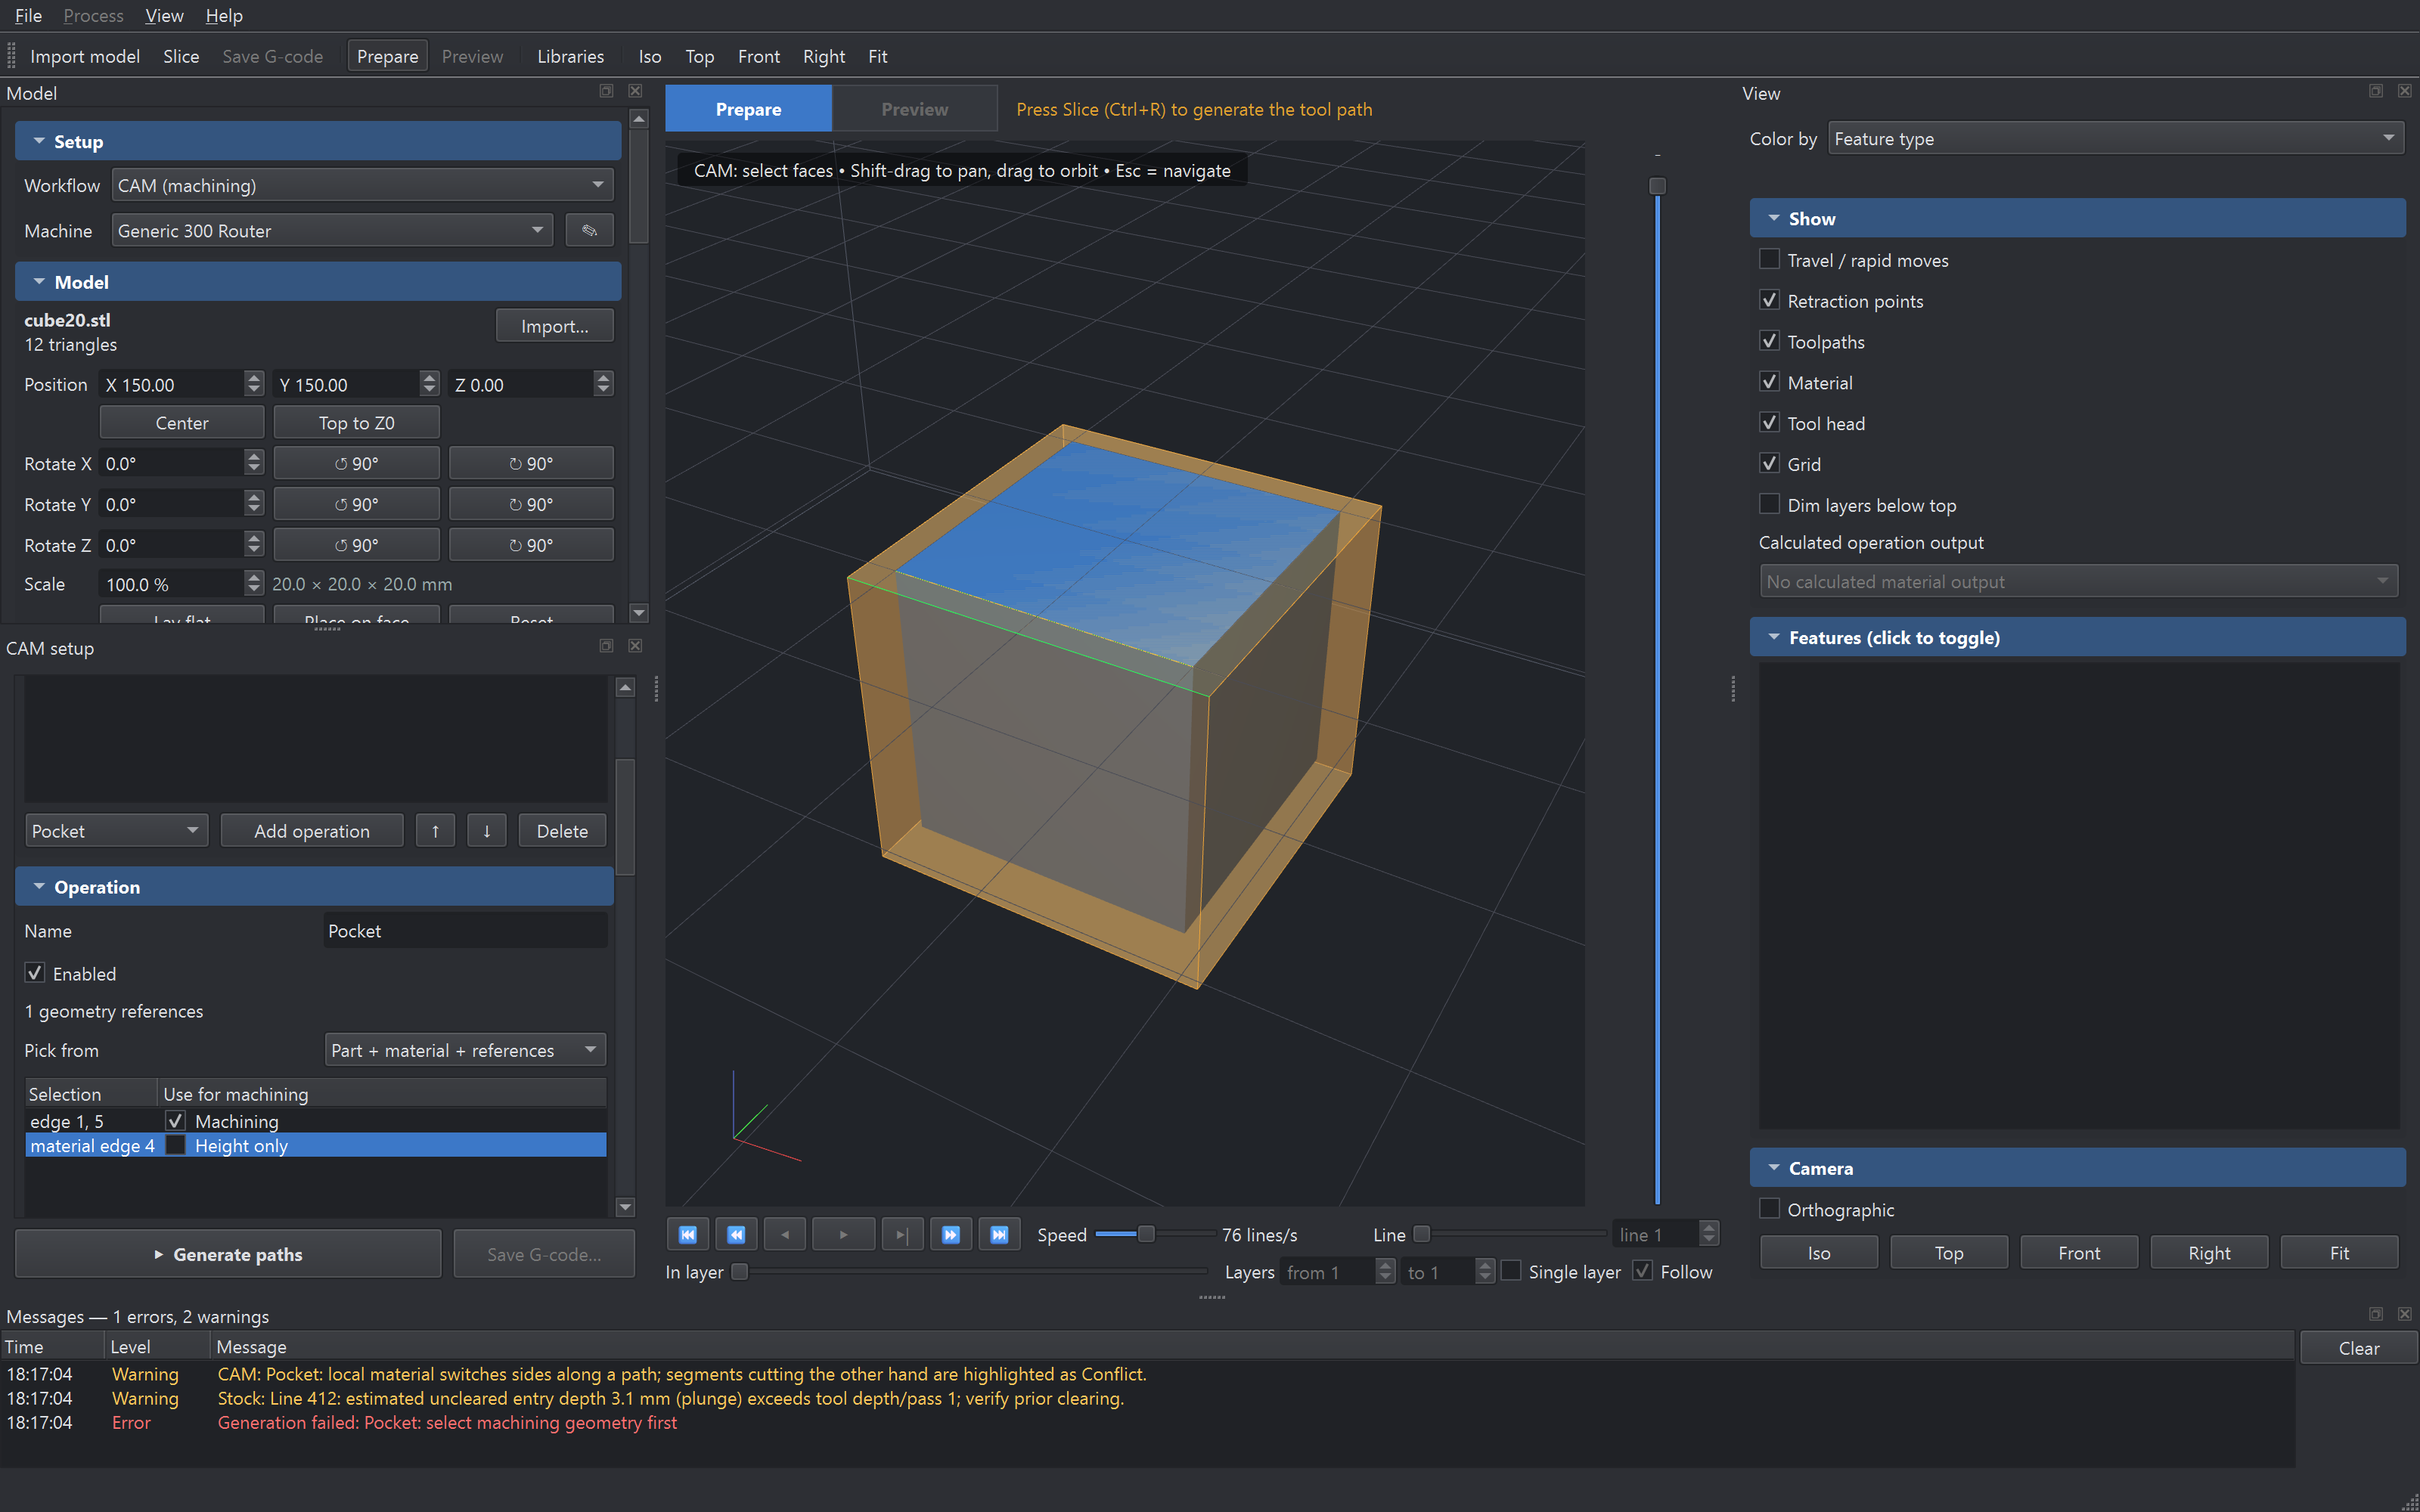 File Process View Help
Import model Slice Save G-code Prepare Preview Libraries Iso Top Front Right Fit
Model
Setup
Workflow CAM (machining)
Machine Generic 300 Router
Model
cube20.stl
Import...
12 triangles
Position X 150.00 Y 150.00 Z 0.00
Center Top to Z0
Rotate X 0.0° ↺ 90° ↻ 90°
Rotate Y 0.0° ↺ 90° ↻ 90°
Rotate Z 0.0° ↺ 90° ↻ 90°
Scale 100.0 % 20.0 × 20.0 × 20.0 mm
Lay flat Place on face Reset
CAM setup
Pocket Add operation ↑ ↓ Delete
Operation
Name Pocket
Enabled
1 geometry references
Pick from Part + material + references
Selection Use for machining
edge 1, 5 Machining
material edge 4 Height only
Generate paths Save G-code...
Prepare Preview Press Slice (Ctrl+R) to generate the tool path
CAM: select faces • Shift-drag to pan, drag to orbit • Esc = navigate
Speed 76 lines/s Line line 1
In layer Layers from 1 to 1 Single layer Follow
View
Color by Feature type
Show
Travel / rapid moves
Retraction points
Toolpaths
Material
Tool head
Grid
Dim layers below top
Calculated operation output
No calculated material output
Features (click to toggle)
Camera
Orthographic
Iso Top Front Right Fit
Messages — 1 errors, 2 warnings
Time Level Message
Clear
18:17:04 Warning CAM: Pocket: local material switches sides along a path; segments cutting the other hand are highlighted as Conflict.
18:17:04 Warning Stock: Line 412: estimated uncleared entry depth 3.1 mm (plunge) exceeds tool depth/pass 1; verify prior clearing.
18:17:04 Error Generation failed: Pocket: select machining geometry first